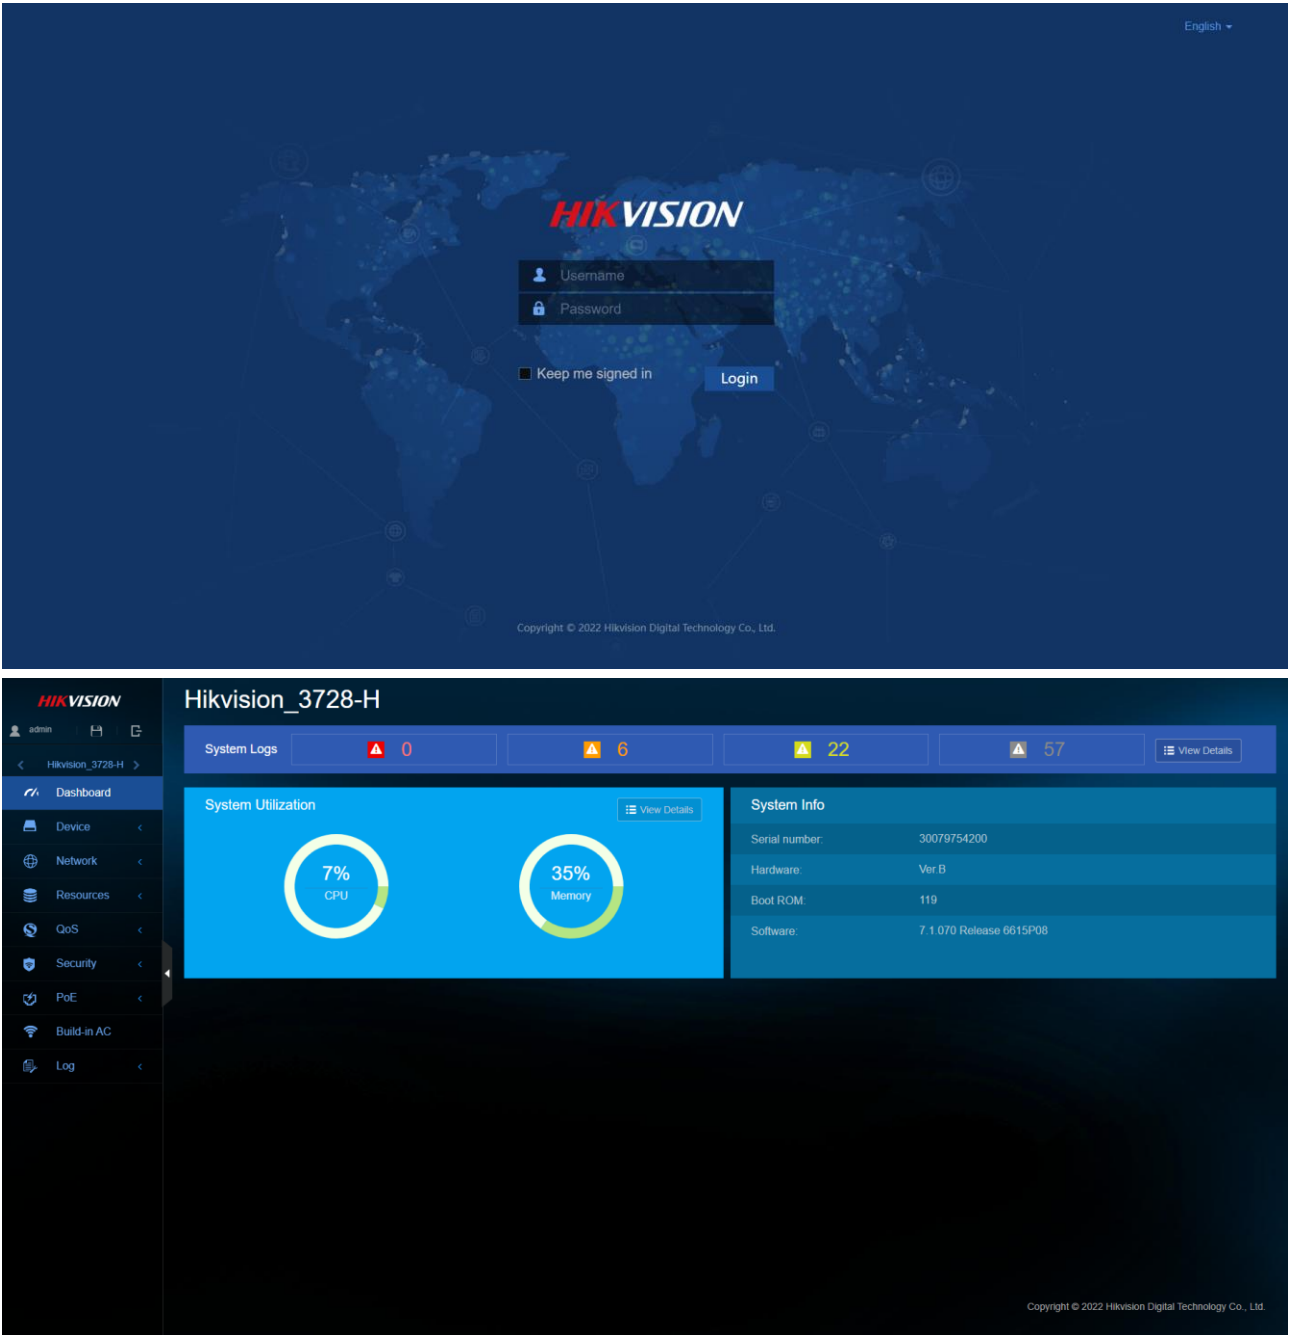 English
HIKVISION
Username
Password
Keep me signed in
Login
Copyright © 2022 Hikvision Digital Technology Co., Ltd.
HIKVISION
admin
Hikvision_3728-H
Dashboard
Device
Network
Resources
QoS
Security
PoE
Build-in AC
Log
Hikvision_3728-H
System Logs 0 6 22 57 View Details
System Utilization View Details
7%
CPU
35%
Memory
System Info
Serial number: 30079754200
Hardware: Ver.B
Boot ROM: 119
Software: 7.1.070 Release 6615P08
Copyright © 2022 Hikvision Digital Technology Co., Ltd.